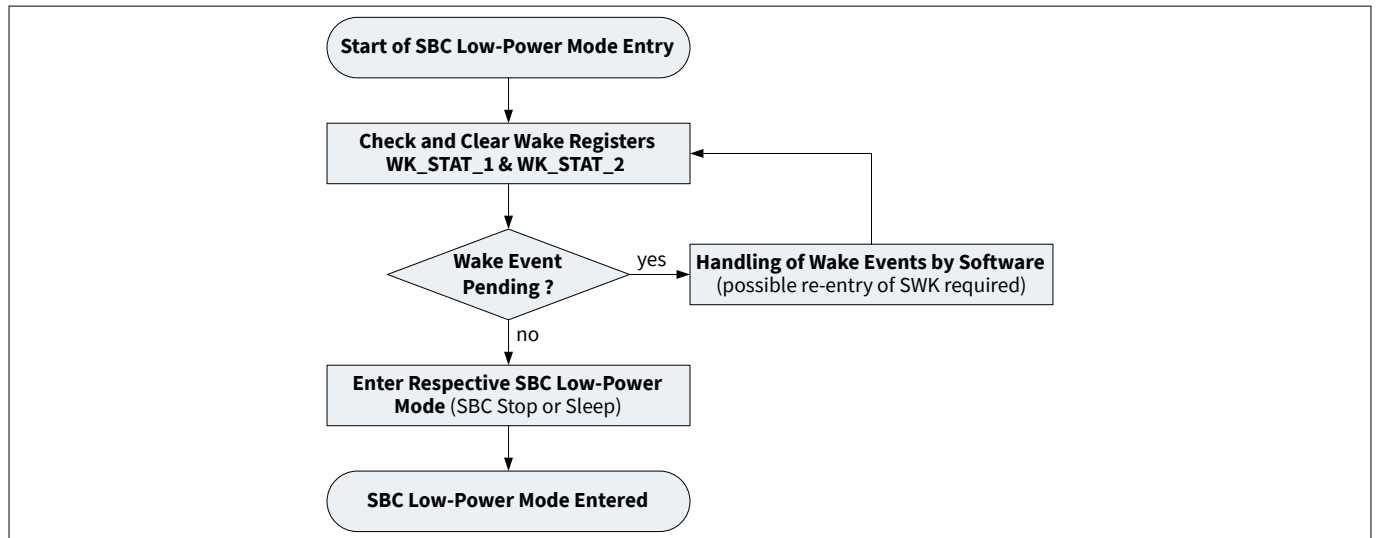 Start of SBC Low-Power Mode Entry
Check and Clear Wake Registers
WK_STAT_1 & WK_STAT_2
Wake Event
Pending ?
yes
Handling of Wake Events by Software
(possible re-entry of SWK required)
no
Enter Respective SBC Low-Power
Mode (SBC Stop or Sleep)
SBC Low-Power Mode Entered